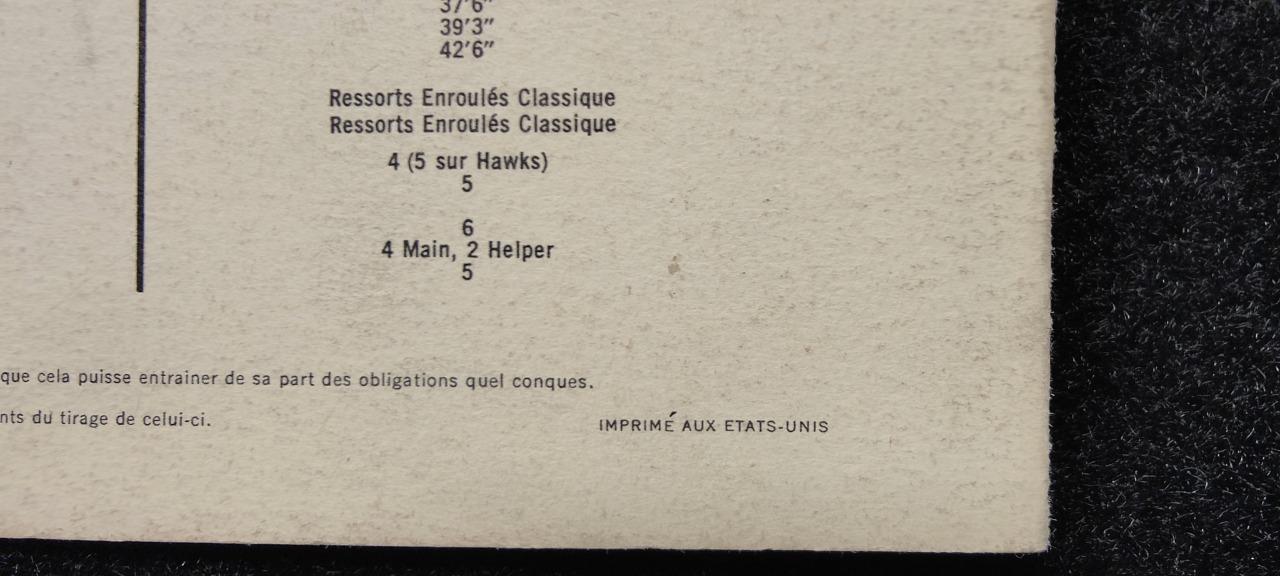 37'6"
39'3"
42'6"
Ressorts Enroulés Classique
Ressorts Enroulés Classique
4 (5 sur Hawks)
5
6
4 Main, 2 Helper
5
que cela puisse entrainer de sa part des obligations quel conques.
nts du tirage de celui-ci.
IMPRIMÉ AUX ETATS-UNIS